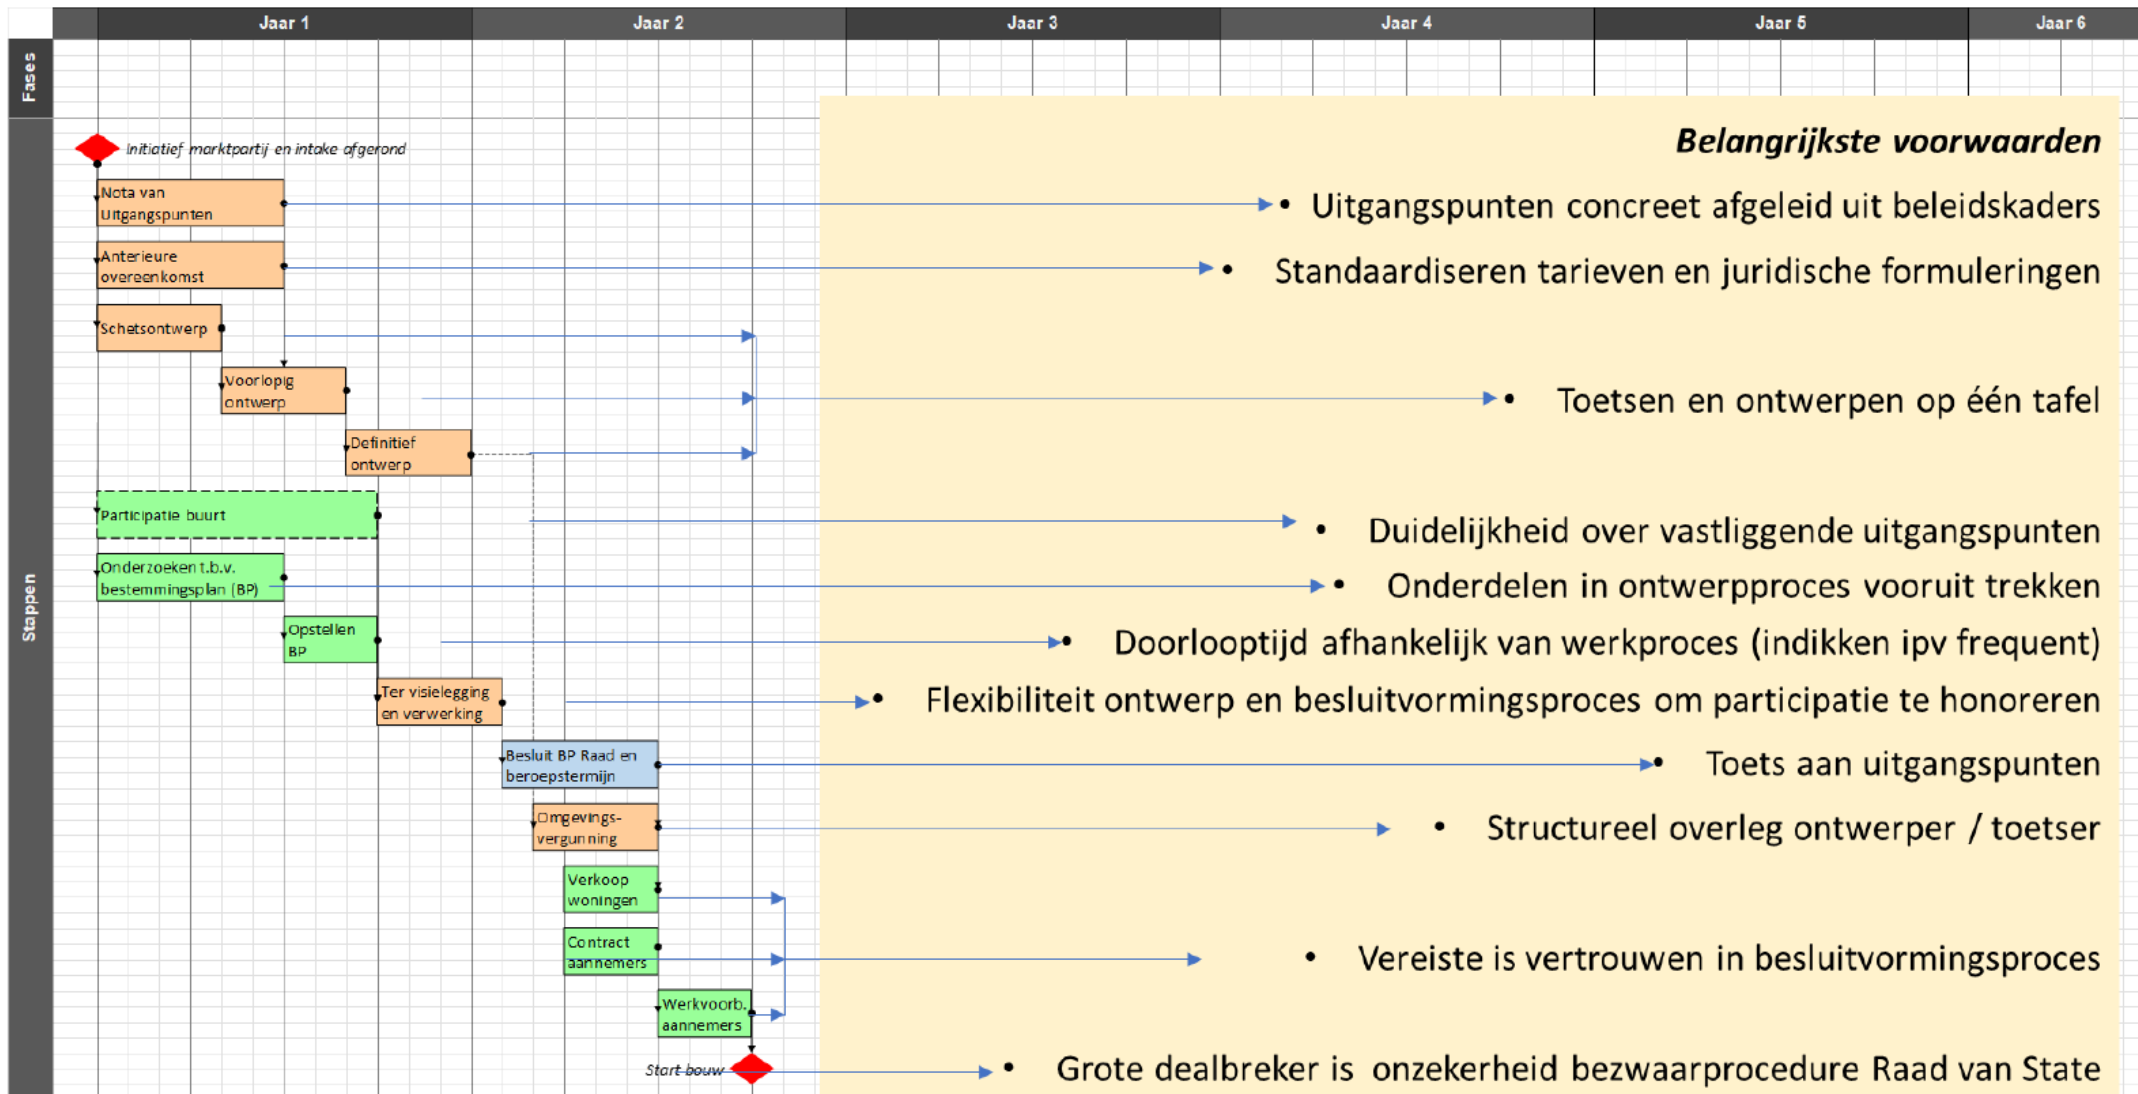 Jaar 1
Jaar 2
Jaar 3
Jaar 4
Jaar 5
Jaar 6
Fases
Stappen
Initiatief marktpartij en intake afgerond
Belangrijkste voorwaarden
Nota van
Uitgangspunten
• Uitgangspunten concreet afgeleid uit beleidskaders
Anterieure
overeenkomst
• Standaardiseren tarieven en juridische formuleringen
Schetsontwerp
Voorlopig
ontwerp
• Toetsen en ontwerpen op één tafel
Definitief
ontwerp
Participatie buurt
• Duidelijkheid over vastliggende uitgangspunten
Onderzoeken t.b.v.
bestemmingsplan (BP)
• Onderdelen in ontwerpproces vooruit trekken
Opstellen
BP
• Doorlooptijd afhankelijk van werkproces (indikken ipv frequent)
Ter visielegging
en verwerking
• Flexibiliteit ontwerp en besluitvormingsproces om participatie te honoreren
Besluit BP Raad en
beroepstermijn
• Toets aan uitgangspunten
Omgevings-
vergunning
• Structureel overleg ontwerper / toetser
Verkoop
woningen
Contract
aannemers
• Vereiste is vertrouwen in besluitvormingsproces
Werkvoorb.
aannemers
Start bouw
• Grote dealbreker is onzekerheid bezwaarprocedure Raad van State